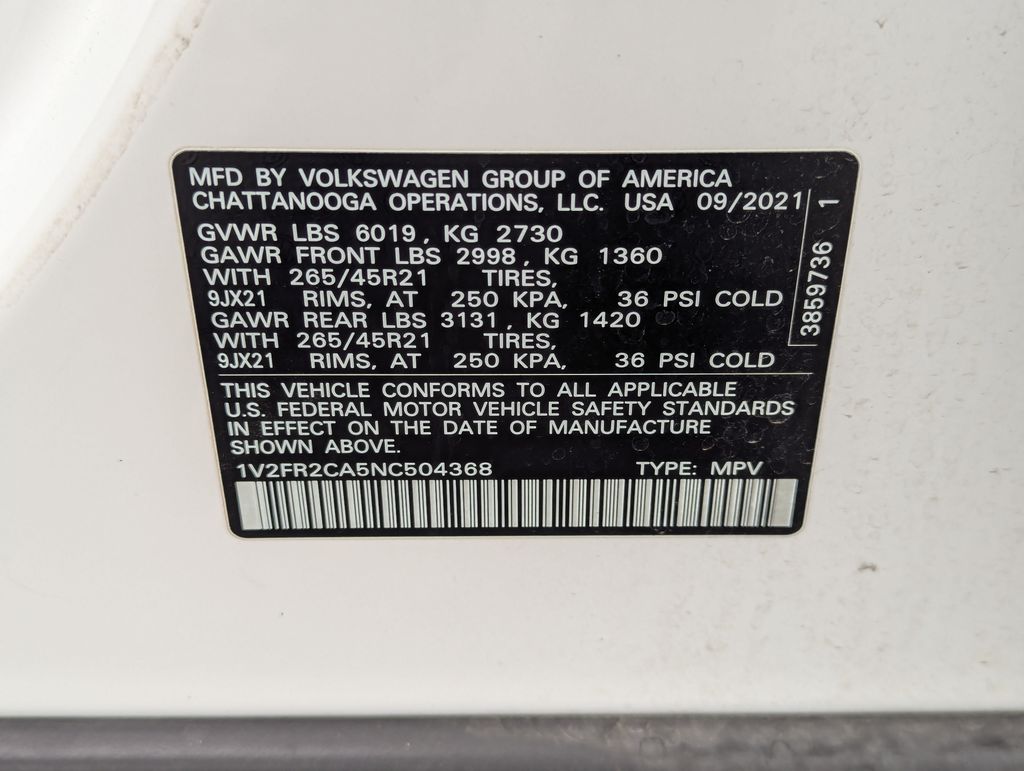 MFD BY VOLKSWAGEN GROUP OF AMERICA
CHATTANOOGA OPERATIONS, LLC. USA 09/2021
GVWR LBS 6019, KG 2730
GAWR FRONT LBS 2998, KG 1360
WITH 265/45R21 TIRES,
9JX21 RIMS, AT 250 KPA, 36 PSI COLD
GAWR REAR LBS 3131, KG 1420
WITH 265/45R21 TIRES,
9JX21 RIMS, AT 250 KPA, 36 PSI COLD
3859736 1
THIS VEHICLE CONFORMS TO ALL APPLICABLE
U.S. FEDERAL MOTOR VEHICLE SAFETY STANDARDS
IN EFFECT ON THE DATE OF MANUFACTURE
SHOWN ABOVE.
1V2FR2CA5NC504368 TYPE: MPV